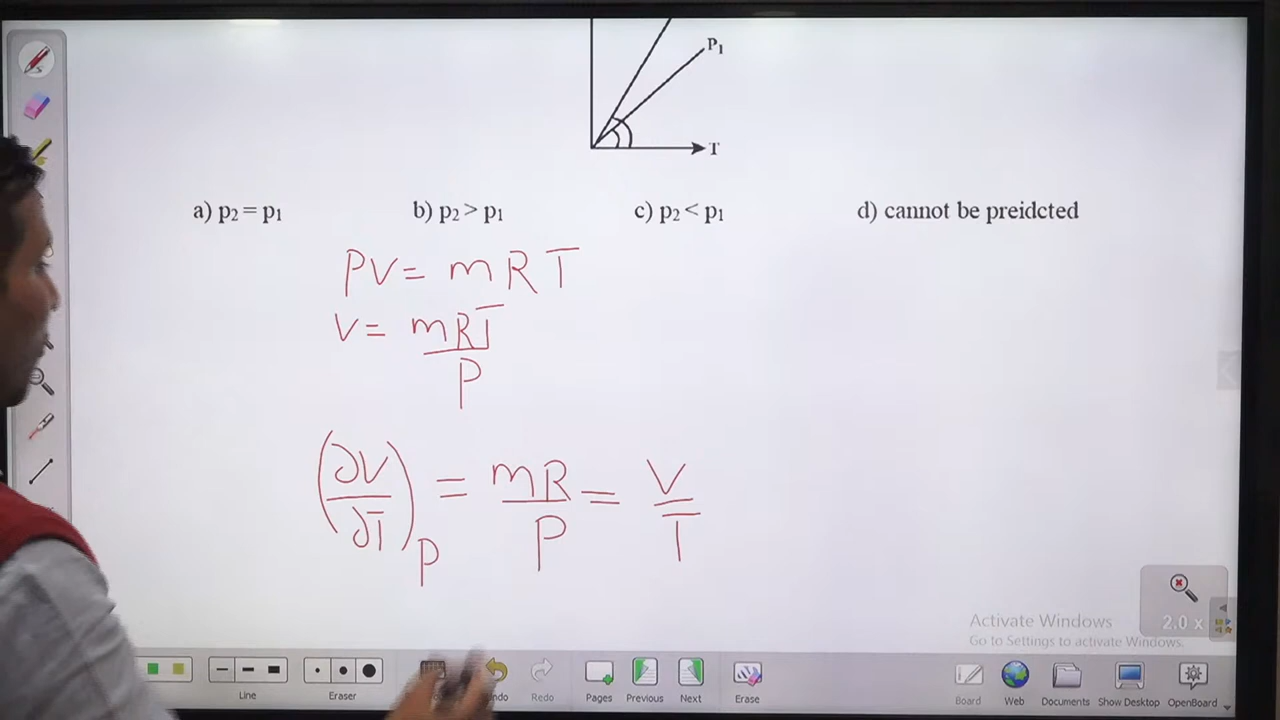 P₁
T
a) p₂ = p₁ b) p₂ > p₁ c) p₂ < p₁ d) cannot be preidcted
PV = mRT
V = mRT/P
(∂V/∂T)_P = mR/P = V/T
Activate Windows
Go to Settings to activate Windows.
2.0 x
Line
Eraser
Redo
Pages
Previous
Next
Erase
Board
Web
Documents
Show Desktop
OpenBoard